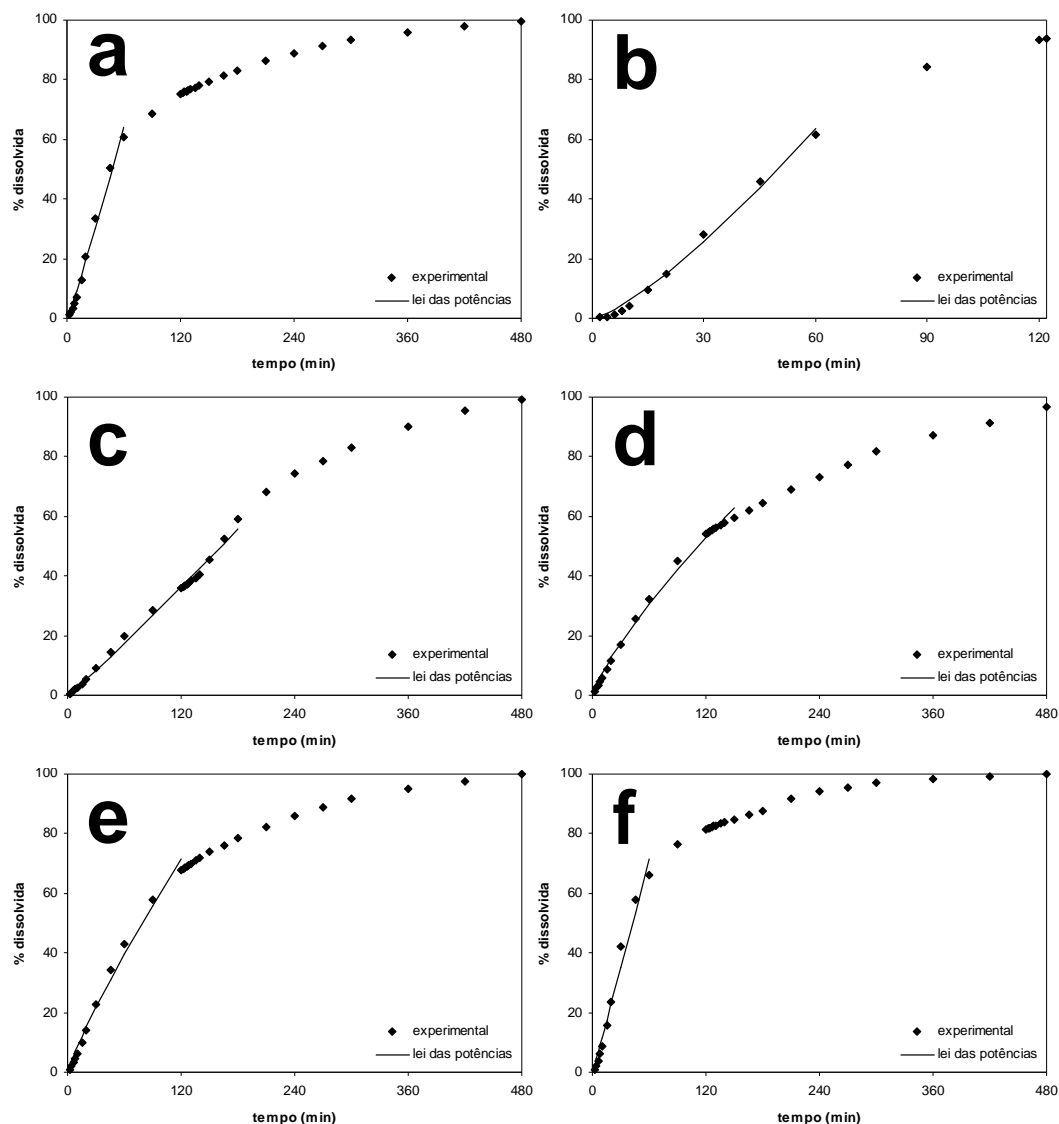 100
80
60
40
20
0
% dissolvida
a
experimental
lei das potências
0 120 240 360 480
tempo (min)
100
80
60
40
20
0
% dissolvida
b
experimental
lei das potências
0 30 60 90 120
tempo (min)
100
80
60
40
20
0
% dissolvida
c
experimental
lei das potências
0 120 240 360 480
tempo (min)
100
80
60
40
20
0
% dissolvida
d
experimental
lei das potências
0 120 240 360 480
tempo (min)
100
80
60
40
20
0
% dissolvida
e
experimental
lei das potências
0 120 240 360 480
tempo (min)
100
80
60
40
20
0
% dissolvida
f
experimental
lei das potências
0 120 240 360 480
tempo (min)